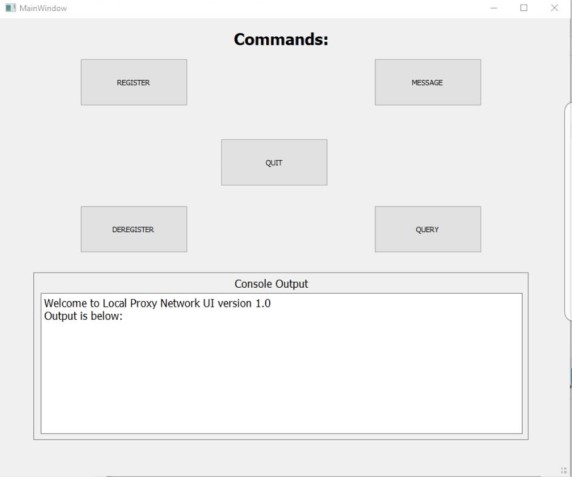 MainWindow
Commands:
REGISTER
MESSAGE
QUIT
DEREGISTER
QUERY
Console Output
Welcome to Local Proxy Network UI version 1.0
Output is below: